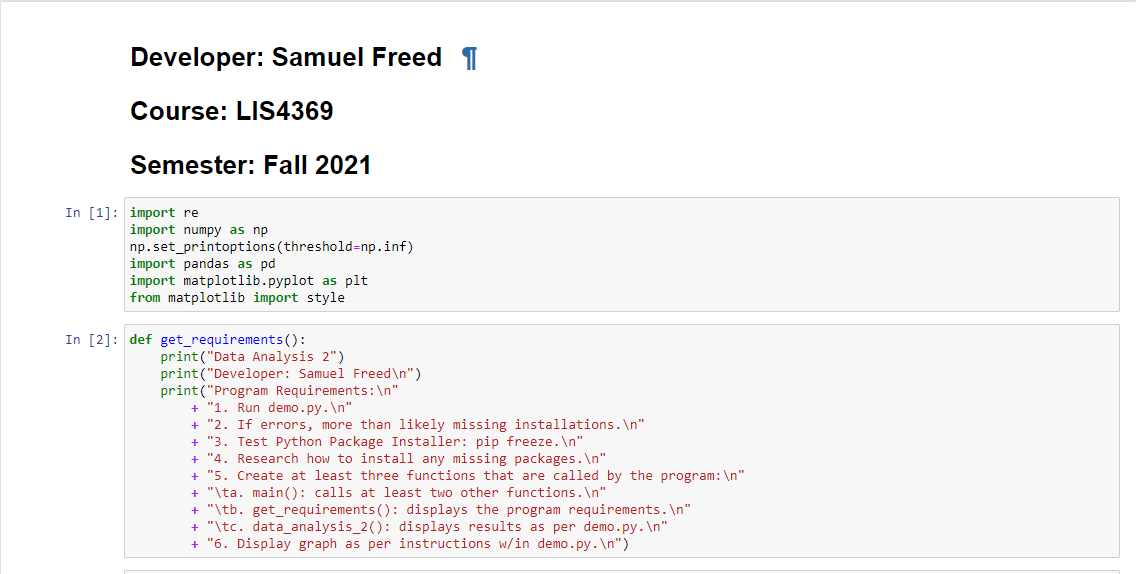 Developer: Samuel Freed ¶
Course: LIS4369
Semester: Fall 2021
In [1]: import re
import numpy as np
np.set_printoptions(threshold=np.inf)
import pandas as pd
import matplotlib.pyplot as plt
from matplotlib import style
In [2]: def get_requirements():
    print("Data Analysis 2")
    print("Developer: Samuel Freed\n")
    print("Program Requirements:\n"
        + "1. Run demo.py.\n"
        + "2. If errors, more than likely missing installations.\n"
        + "3. Test Python Package Installer: pip freeze.\n"
        + "4. Research how to install any missing packages.\n"
        + "5. Create at least three functions that are called by the program:\n"
        + "\ta. main(): calls at least two other functions.\n"
        + "\tb. get_requirements(): displays the program requirements.\n"
        + "\tc. data_analysis_2(): displays results as per demo.py.\n"
        + "6. Display graph as per instructions w/in demo.py.\n")